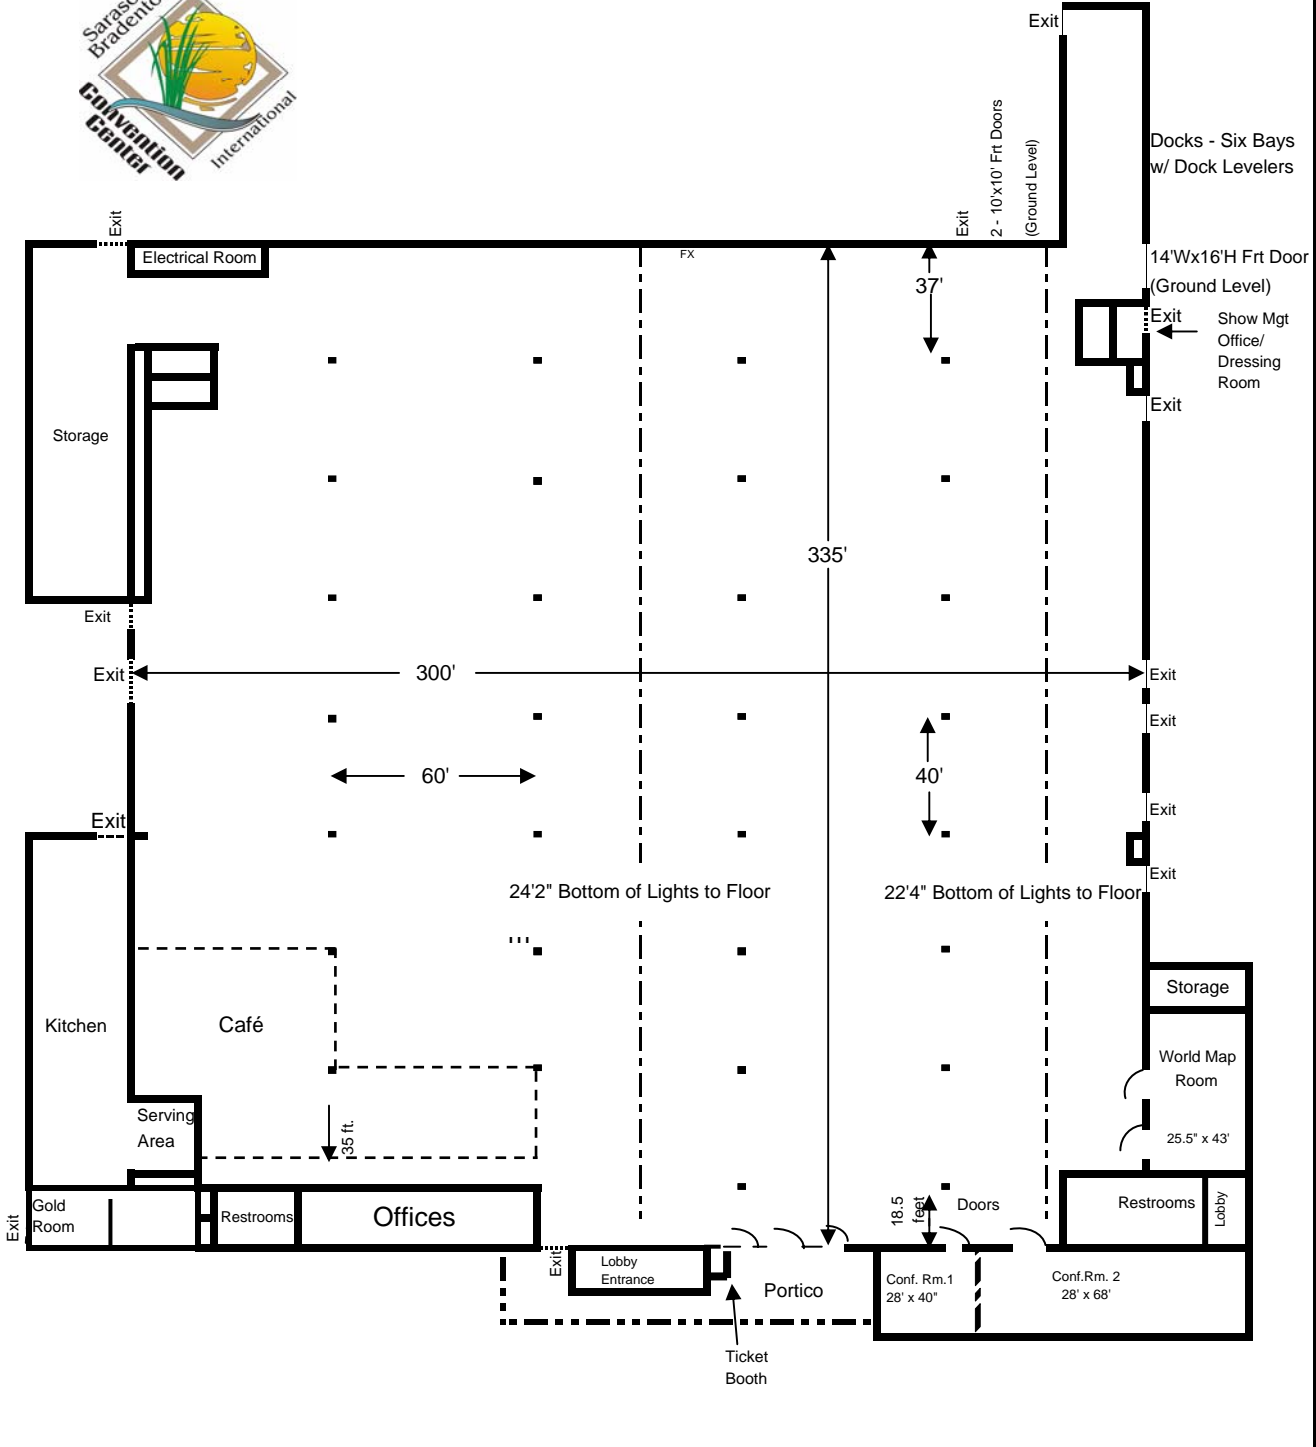 Bradento
Convention
Center
International
Exit
Docks - Six Bays
w/ Dock Levelers
Exit
Exit
2 - 10'x10' Frt Doors
(Ground Level)
Electrical Room
FX
14'Wx16'H Frt Door
(Ground Level)
37'
Exit
Show Mgt
Office/
Dressing
Room
Exit
Storage
335'
Exit
Exit
300'
Exit
Exit
60'
40'
Exit
Exit
24'2" Bottom of Lights to Floor
22'4" Bottom of Lights to Floor
Exit
Storage
Kitchen
Café
World Map
Room
25.5" x 43'
Serving
Area
35 ft.
Gold
Room
Exit
Restrooms
Offices
18.5
feet
Doors
Restrooms
Lobby
Exit
Lobby
Entrance
Portico
Conf. Rm.1
28' x 40"
Conf.Rm. 2
28' x 68'
Ticket
Booth